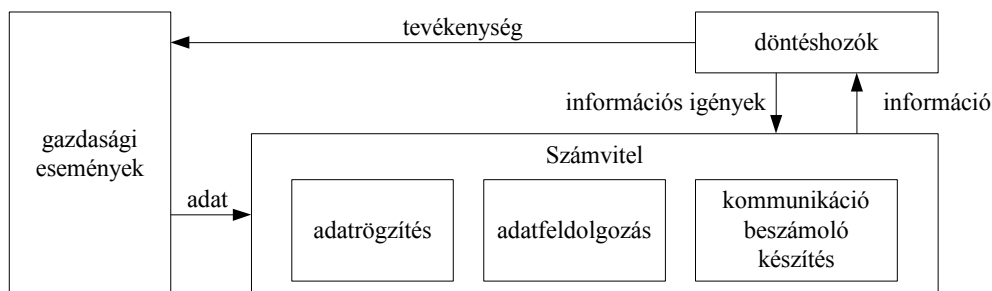 tevékenység
döntéshozók
információs igények
információ
gazdasági
események
adat
Számvitel
adatrögzítés
adatfeldolgozás
kommunikáció
beszámoló
készítés